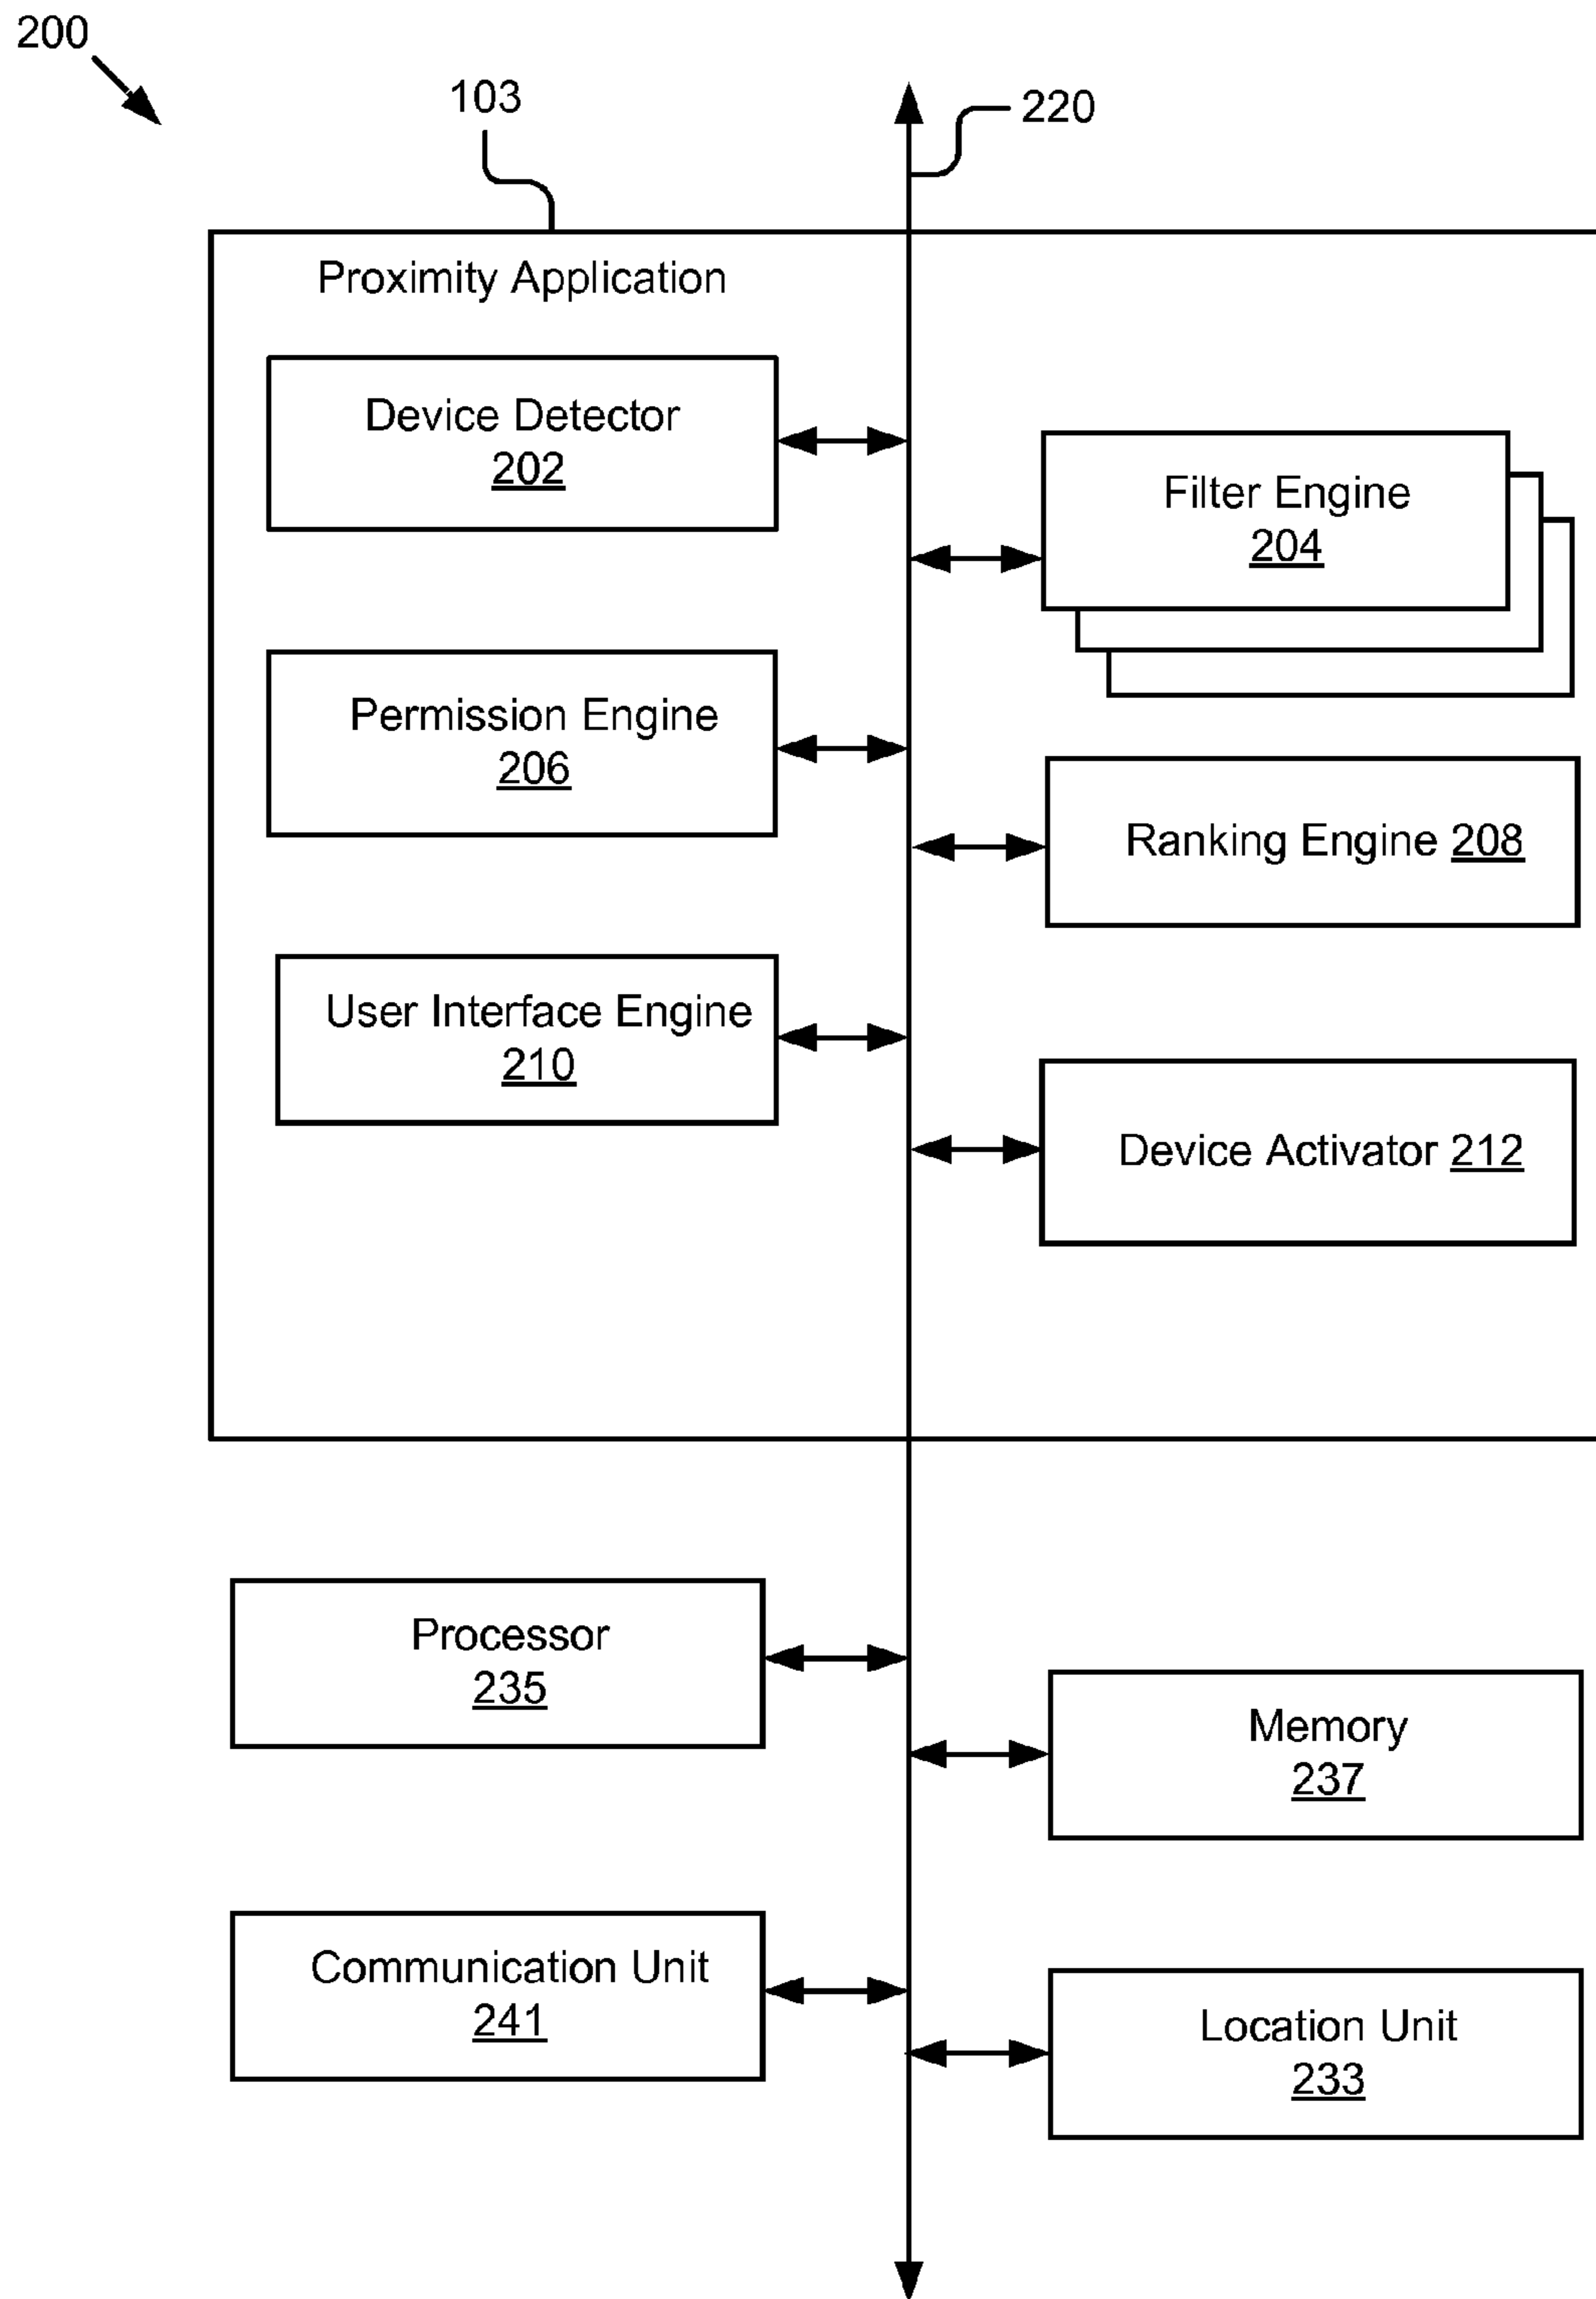 200
103
220
Proximity Application
Device Detector
202
Filter Engine
204
Permission Engine
206
Ranking Engine 208
User Interface Engine
210
Device Activator 212
Processor
235
Memory
237
Communication Unit
241
Location Unit
233